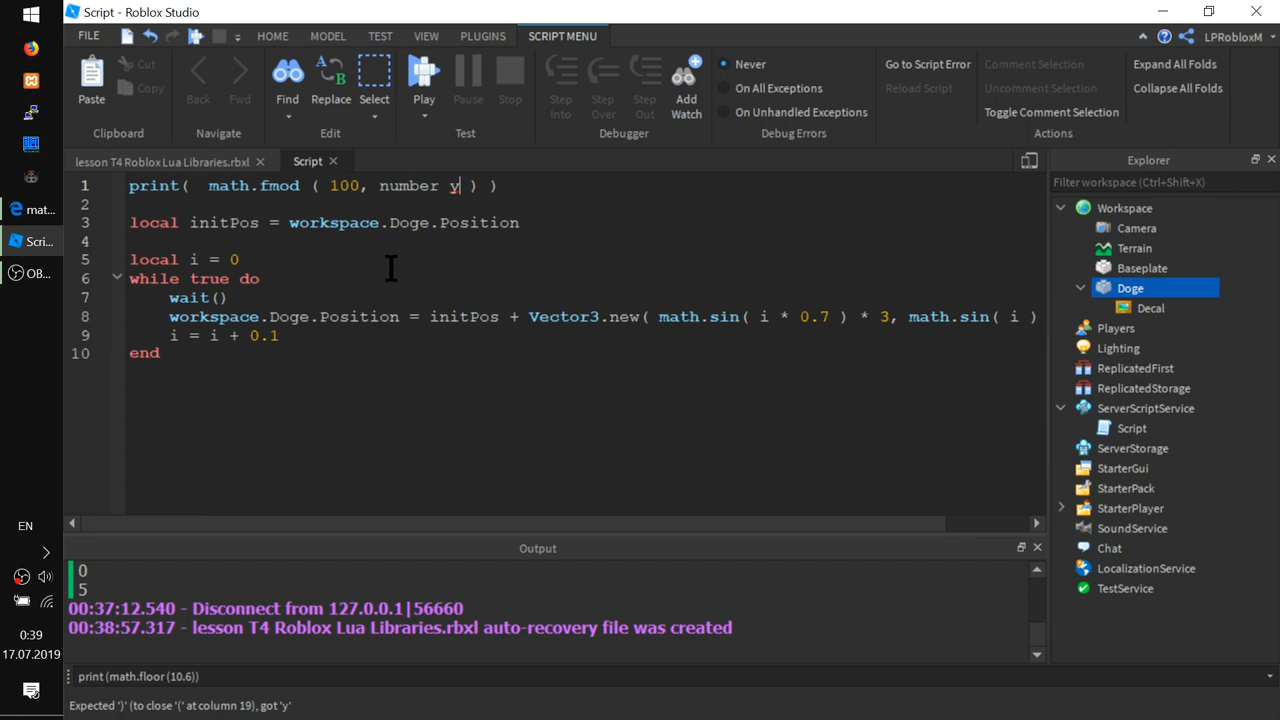 Script - Roblox Studio
FILE HOME MODEL TEST VIEW PLUGINS SCRIPT MENU LPRobloxM
Paste Cut Copy Back Fwd Find Replace Select Play Pause Stop Step Into Step Over Step Out Add Watch
Never
On All Exceptions
On Unhandled Exceptions
Go to Script Error
Reload Script
Comment Selection
Uncomment Selection
Toggle Comment Selection
Expand All Folds
Collapse All Folds
Clipboard Navigate Edit Test Debugger Debug Errors Actions
lesson T4 Roblox Lua Libraries.rbxl Script
1 print(  math.fmod ( 100, number y ) )
2
3 local initPos = workspace.Doge.Position
4
5 local i = 0
6 while true do
7 wait()
8 workspace.Doge.Position = initPos + Vector3.new( math.sin( i * 0.7 ) * 3, math.sin( i )
9 i = i + 0.1
10 end
Output
0
5
00:37:12.540 - Disconnect from 127.0.0.1|56660
00:38:57.317 - lesson T4 Roblox Lua Libraries.rbxl auto-recovery file was created
print (math.floor (10.6))
Expected ')' (to close '(' at column 19), got 'y'
Explorer
Filter workspace (Ctrl+Shift+X)
Workspace
Camera
Terrain
Baseplate
Doge
Decal
Players
Lighting
ReplicatedFirst
ReplicatedStorage
ServerScriptService
Script
ServerStorage
StarterGui
StarterPack
StarterPlayer
SoundService
Chat
LocalizationService
TestService
mat...
Scri...
OB...
EN
0:39
17.07.2019